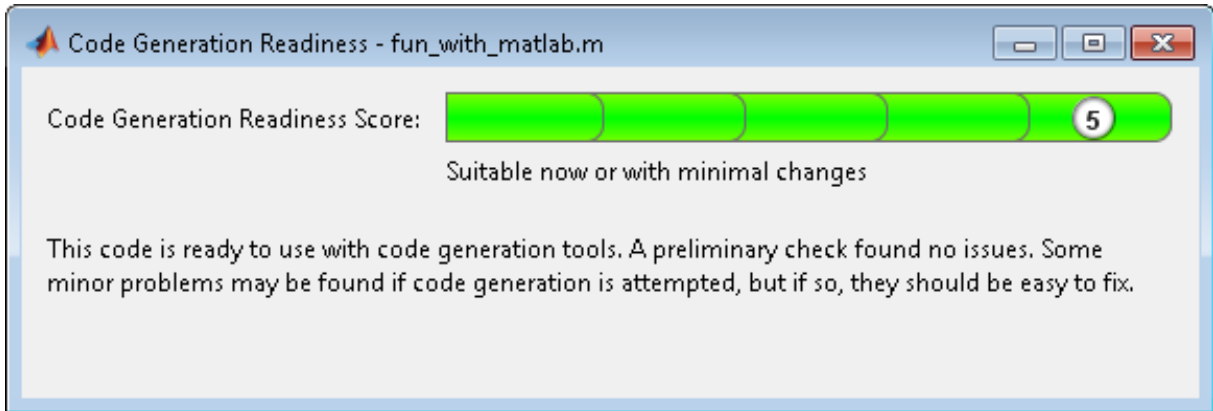 Code Generation Readiness - fun_with_matlab.m
Code Generation Readiness Score:
5
Suitable now or with minimal changes
This code is ready to use with code generation tools. A preliminary check found no issues. Some
minor problems may be found if code generation is attempted, but if so, they should be easy to fix.